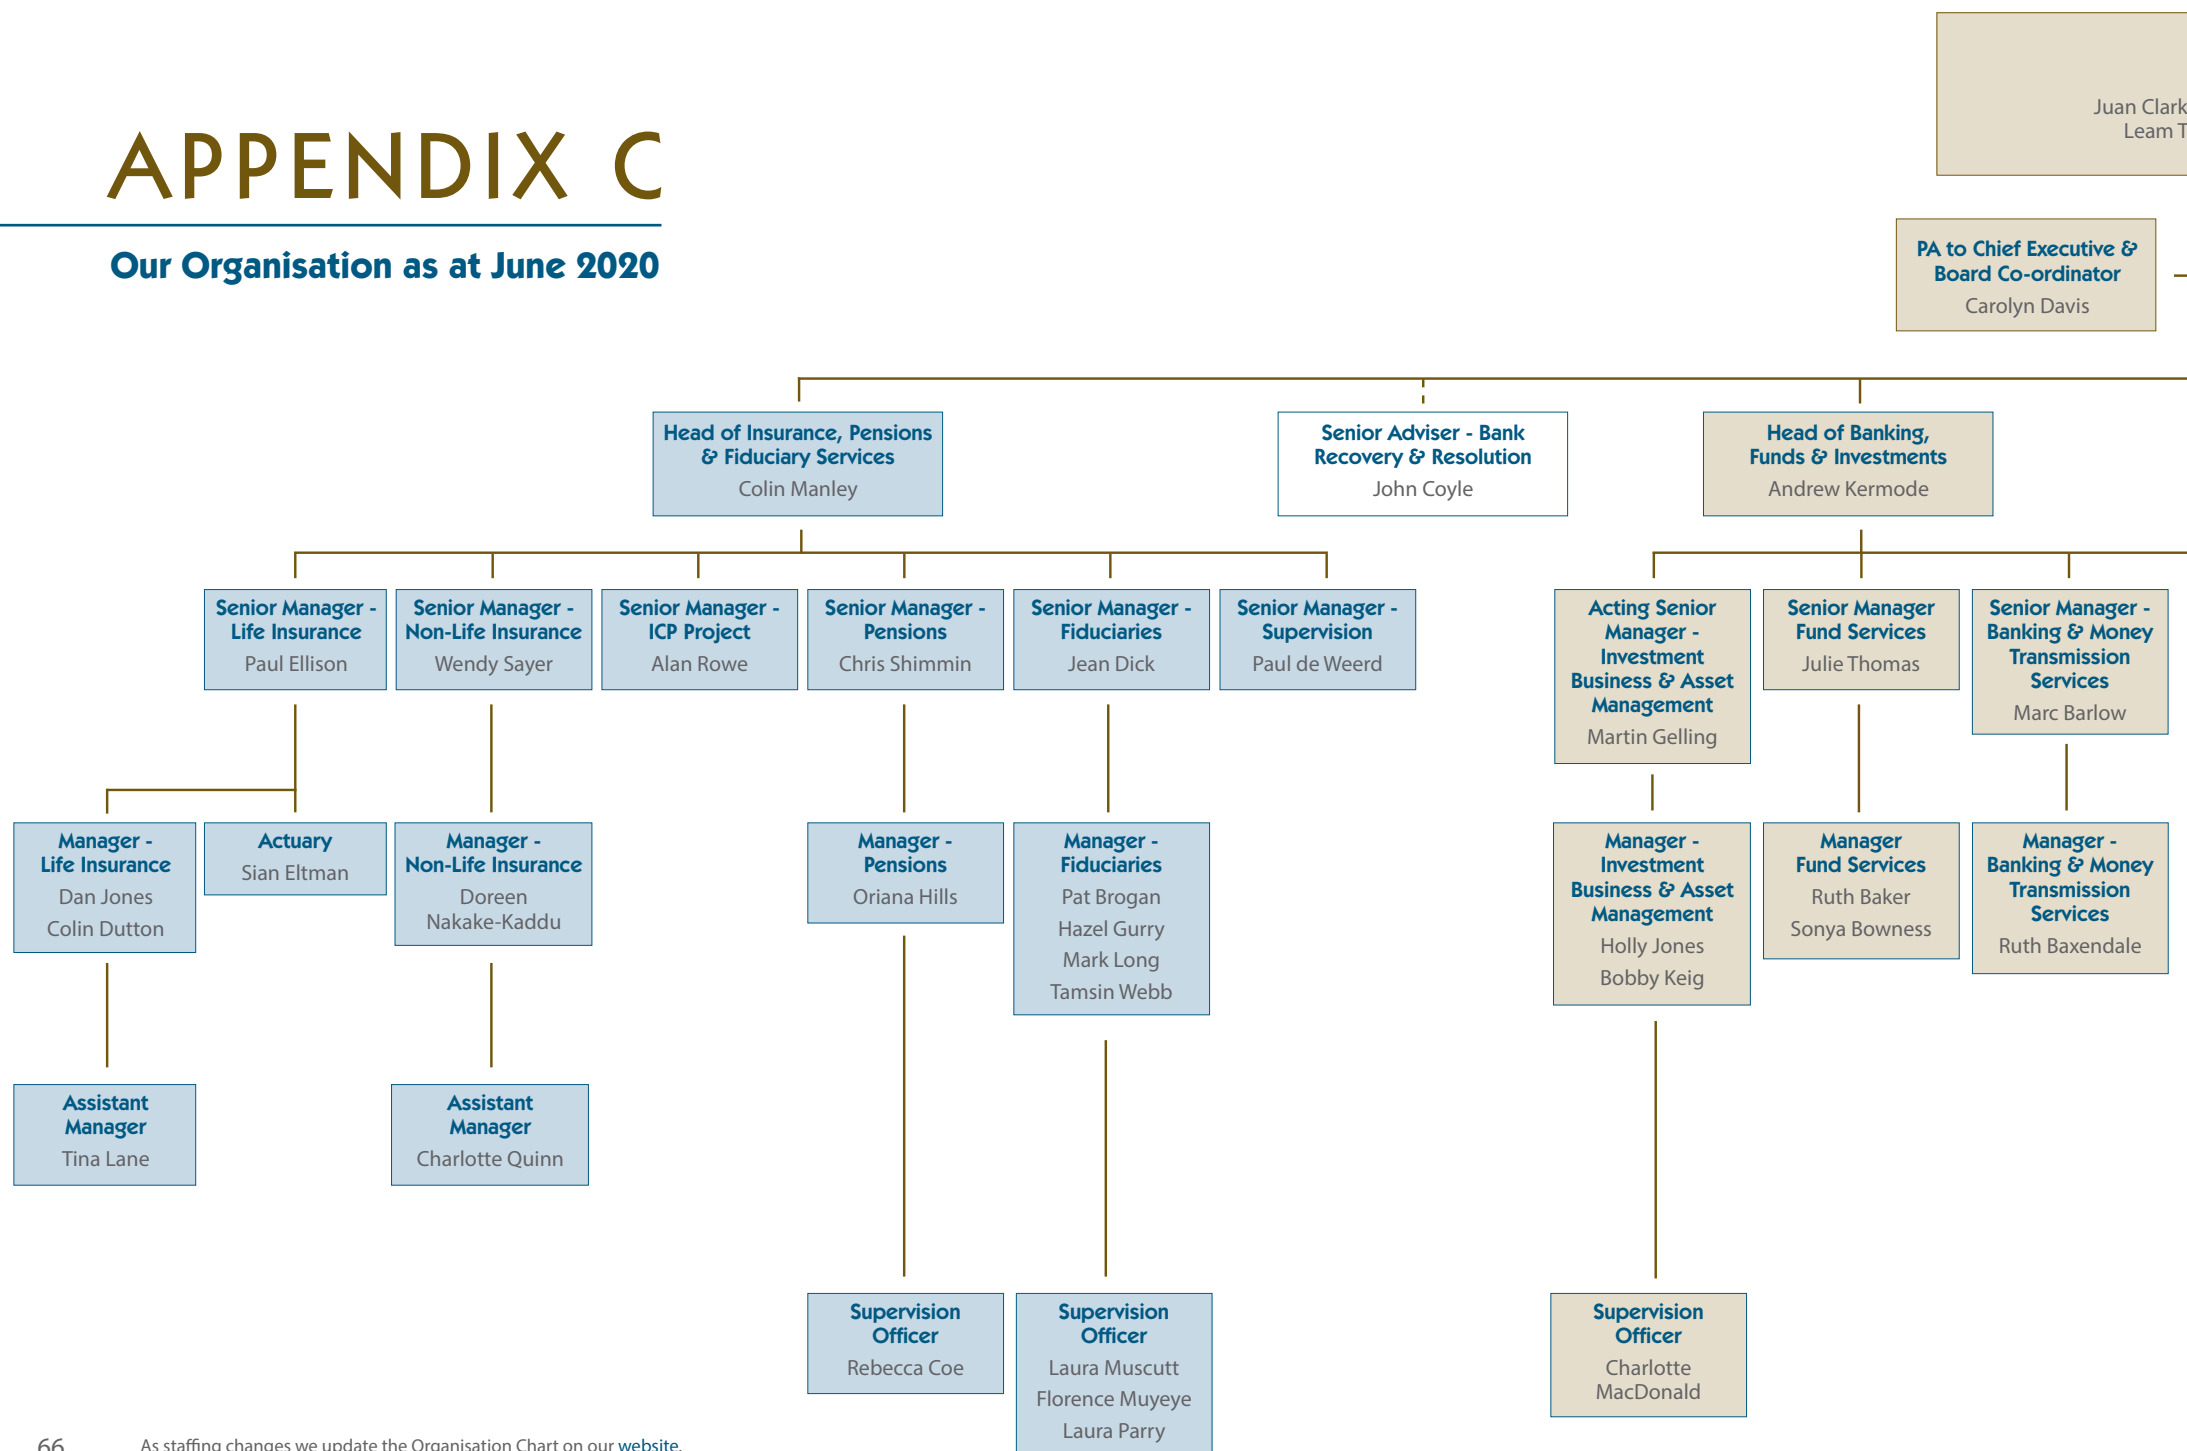 APPENDIX C
Our Organisation as at June 2020
Juan Clark
Leam T
PA to Chief Executive &
Board Co-ordinator
Carolyn Davis
Head of Insurance, Pensions
& Fiduciary Services
Colin Manley
Senior Adviser - Bank
Recovery & Resolution
John Coyle
Head of Banking,
Funds & Investments
Andrew Kermode
Senior Manager -
Life Insurance
Paul Ellison
Senior Manager -
Non-Life Insurance
Wendy Sayer
Senior Manager -
ICP Project
Alan Rowe
Senior Manager -
Pensions
Chris Shimmin
Senior Manager -
Fiduciaries
Jean Dick
Senior Manager -
Supervision
Paul de Weerd
Acting Senior
Manager -
Investment
Business & Asset
Management
Martin Gelling
Senior Manager
Fund Services
Julie Thomas
Senior Manager -
Banking & Money
Transmission
Services
Marc Barlow
Manager -
Life Insurance
Dan Jones
Colin Dutton
Actuary
Sian Eltman
Manager -
Non-Life Insurance
Doreen
Nakake-Kaddu
Manager -
Pensions
Oriana Hills
Manager -
Fiduciaries
Pat Brogan
Hazel Gurry
Mark Long
Tamsin Webb
Manager -
Investment
Business & Asset
Management
Holly Jones
Bobby Keig
Manager
Fund Services
Ruth Baker
Sonya Bowness
Manager -
Banking & Money
Transmission
Services
Ruth Baxendale
Assistant
Manager
Tina Lane
Assistant
Manager
Charlotte Quinn
Supervision
Officer
Rebecca Coe
Supervision
Officer
Laura Muscutt
Florence Muyeye
Laura Parry
Supervision
Officer
Charlotte
MacDonald
66
As staffing changes we update the Organisation Chart on our website.